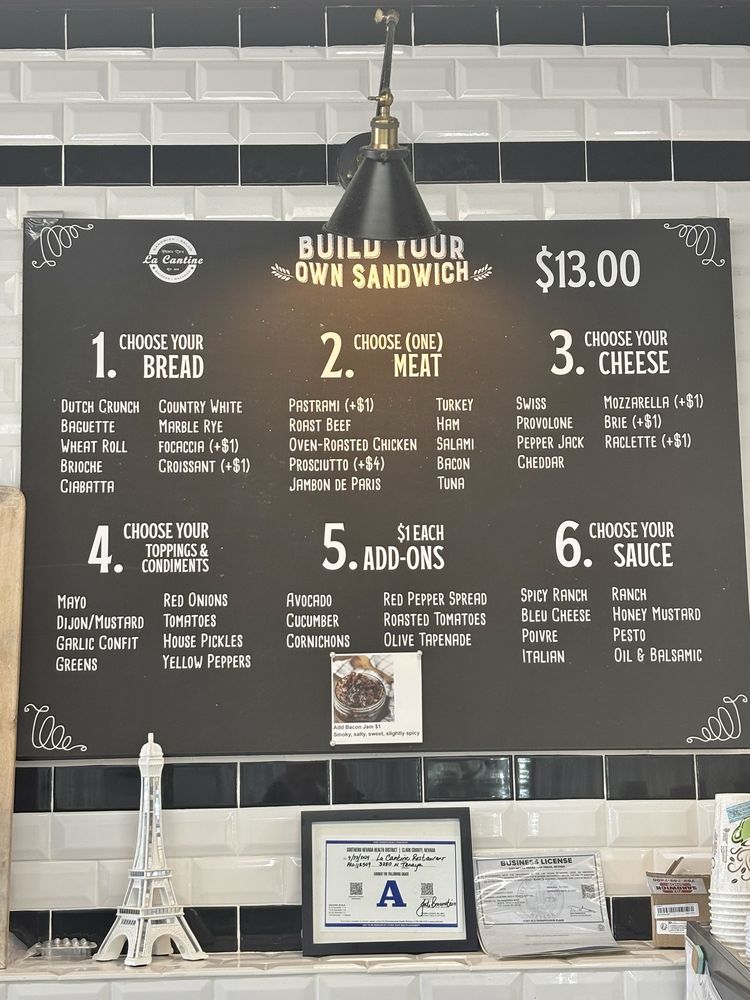 La Cantine
BUILD YOUR
OWN SANDWICH
$13.00
1. CHOOSE YOUR
BREAD
DUTCH CRUNCH
BAGUETTE
WHEAT ROLL
BRIOCHE
CIABATTA
COUNTRY WHITE
MARBLE RYE
FOCACCIA (+$1)
CROISSANT (+$1)
2. CHOOSE (ONE)
MEAT
PASTRAMI (+$1)
ROAST BEEF
OVEN-ROASTED CHICKEN
PROSCIUTTO (+$4)
JAMBON DE PARIS
TURKEY
HAM
SALAMI
BACON
TUNA
3. CHOOSE YOUR
CHEESE
SWISS
PROVOLONE
PEPPER JACK
CHEDDAR
MOZZARELLA (+$1)
BRIE (+$1)
RACLETTE (+$1)
4. CHOOSE YOUR
TOPPINGS &
CONDIMENTS
MAYO
DIJON/MUSTARD
GARLIC CONFIT
GREENS
RED ONIONS
TOMATOES
HOUSE PICKLES
YELLOW PEPPERS
5. $1 EACH
ADD-ONS
AVOCADO
CUCUMBER
CORNICHONS
RED PEPPER SPREAD
ROASTED TOMATOES
OLIVE TAPENADE
6. CHOOSE YOUR
SAUCE
SPICY RANCH
BLEU CHEESE
POIVRE
ITALIAN
RANCH
HONEY MUSTARD
PESTO
OIL & BALSAMIC
Add Bacon Jam $1
Smoky, salty, sweet, slightly spicy
SOUTHERN NEVADA HEALTH DISTRICT | CLARK COUNTY, NEVADA
La Cantine Restaurant
3280 N Tenaya
A
BUSINESS LICENSE
SANDWICH